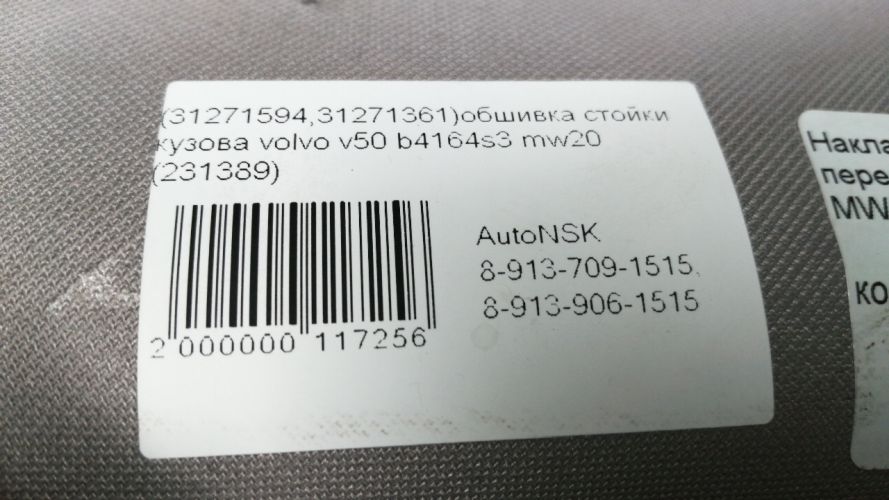 (31271594,31271361)обшивка стойки
кузова volvo v50 b4164s3 mw20
(231389)
AutoNSK
8-913-709-1515,
8-913-906-1515
2 000000 117256
MW